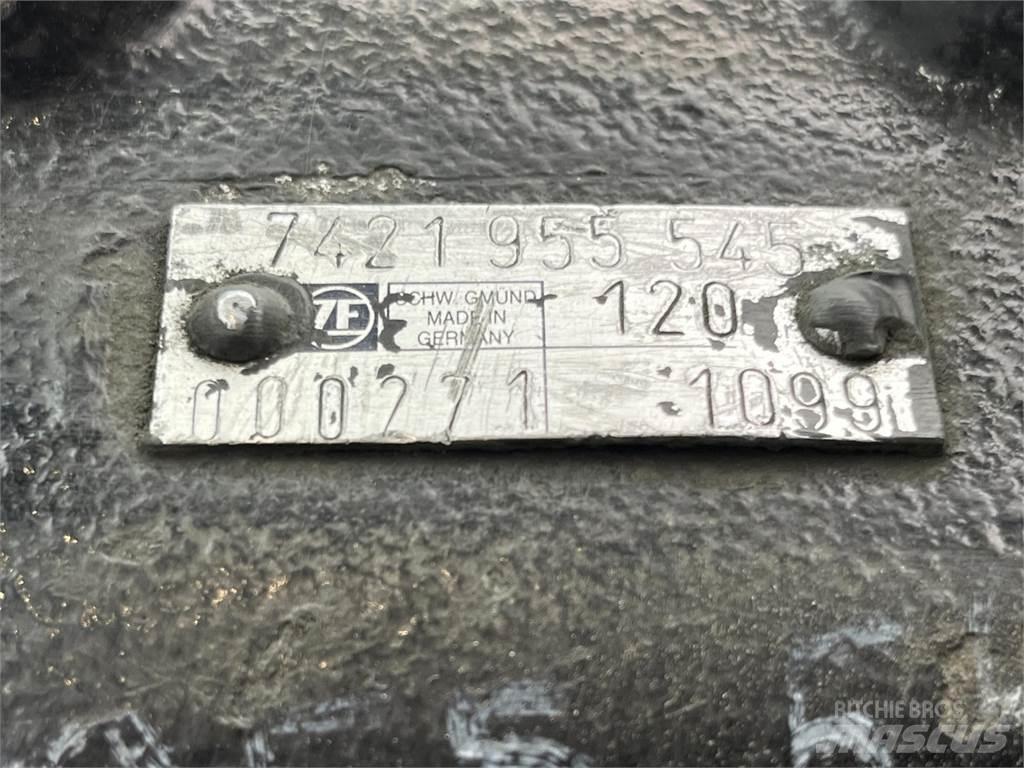 7421 955 545
ZF
SCHW. GMÜND
MADE IN
GERMANY
120
000271 1099
RITCHIE BROS
MASCUS